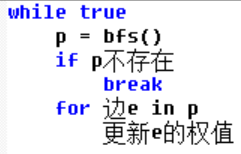 while true
    p = bfs()
    if p不存在
        break
    for 边e in p
        更新e的权值